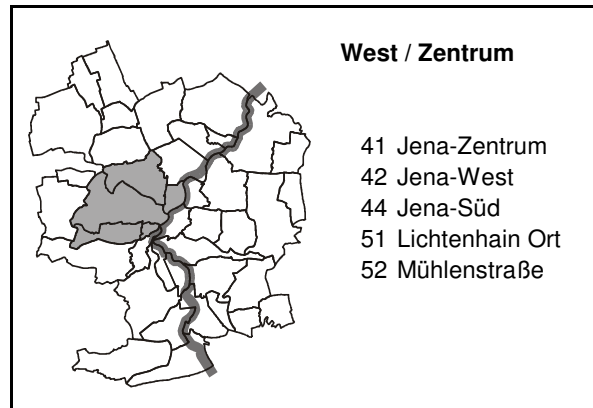 West / Zentrum
41 Jena-Zentrum
42 Jena-West
44 Jena-Süd
51 Lichtenhain Ort
52 Mühlenstraße